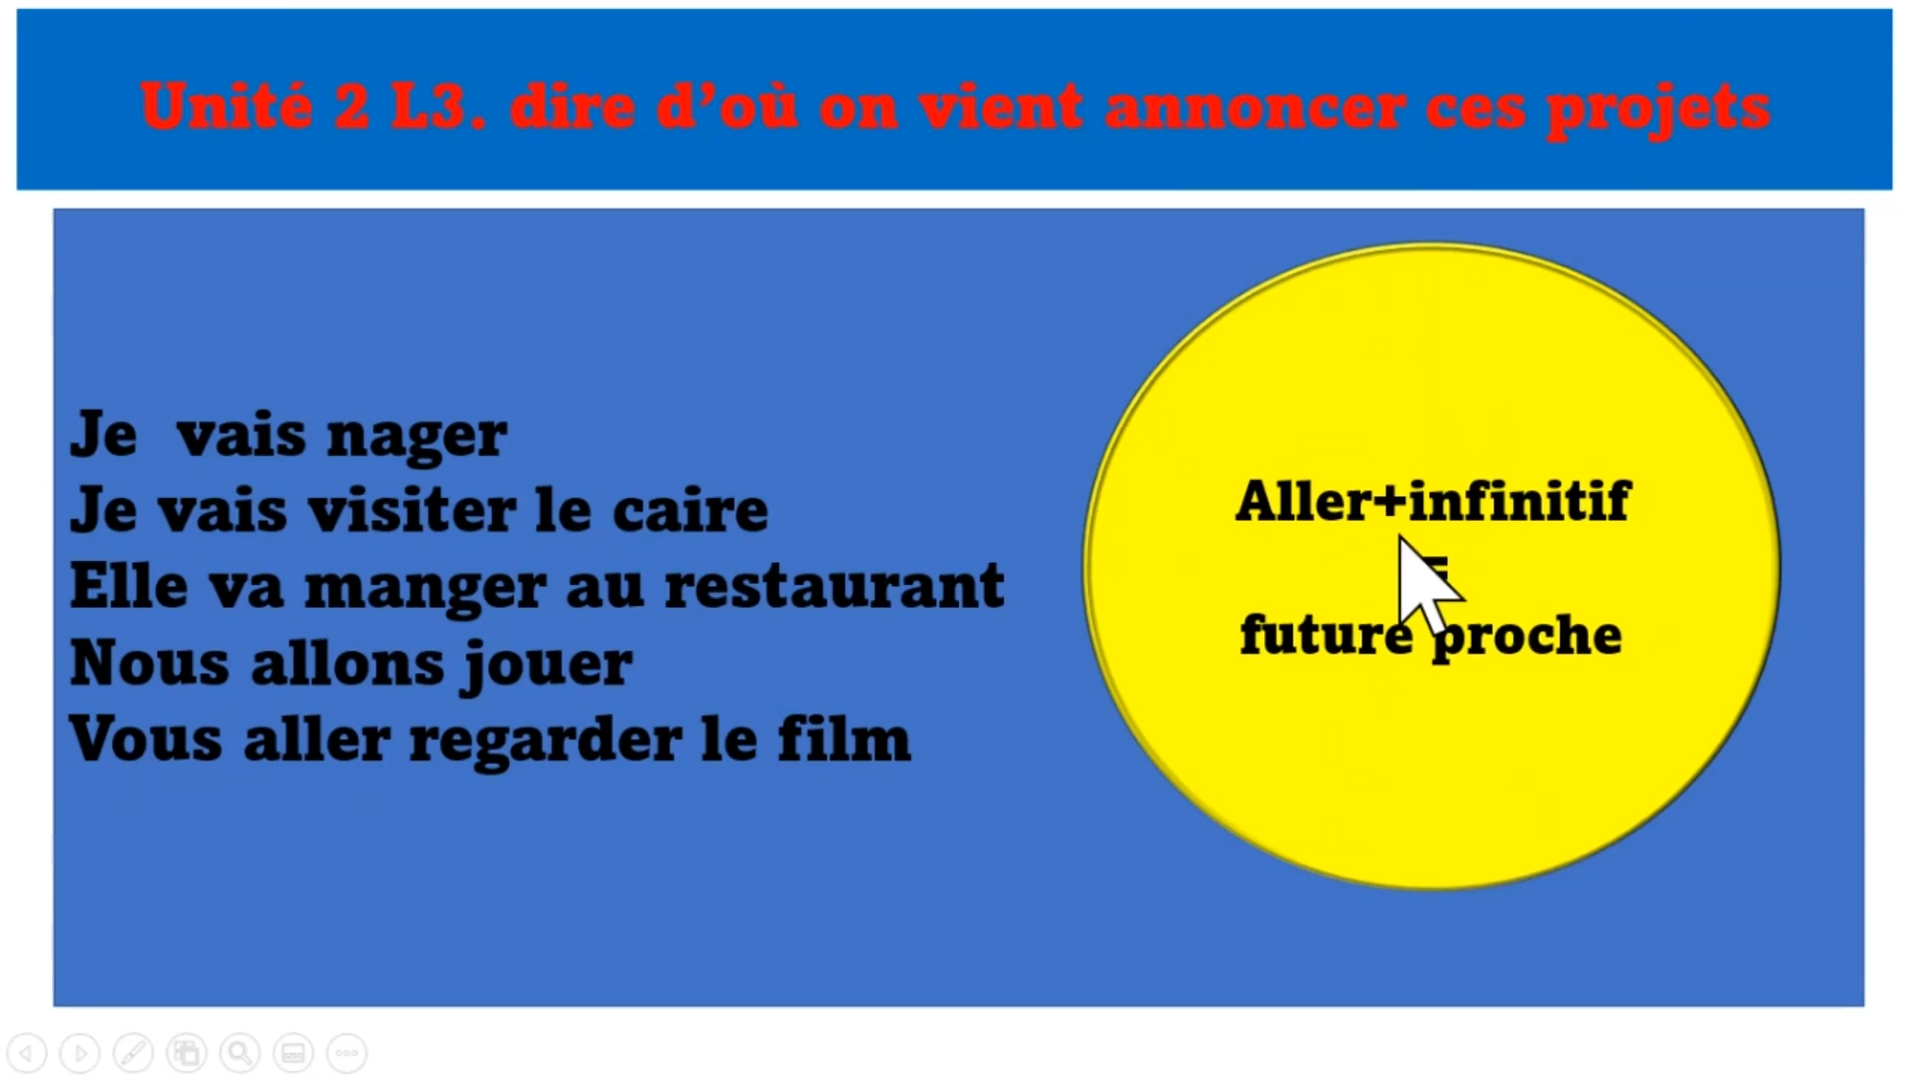 Unité 2 L3. dire d’où on vient annoncer ces projets
Je  vais nager
Je vais visiter le caire
Elle va manger au restaurant
Nous allons jouer
Vous aller regarder le film
Aller+infinitif
=
future proche